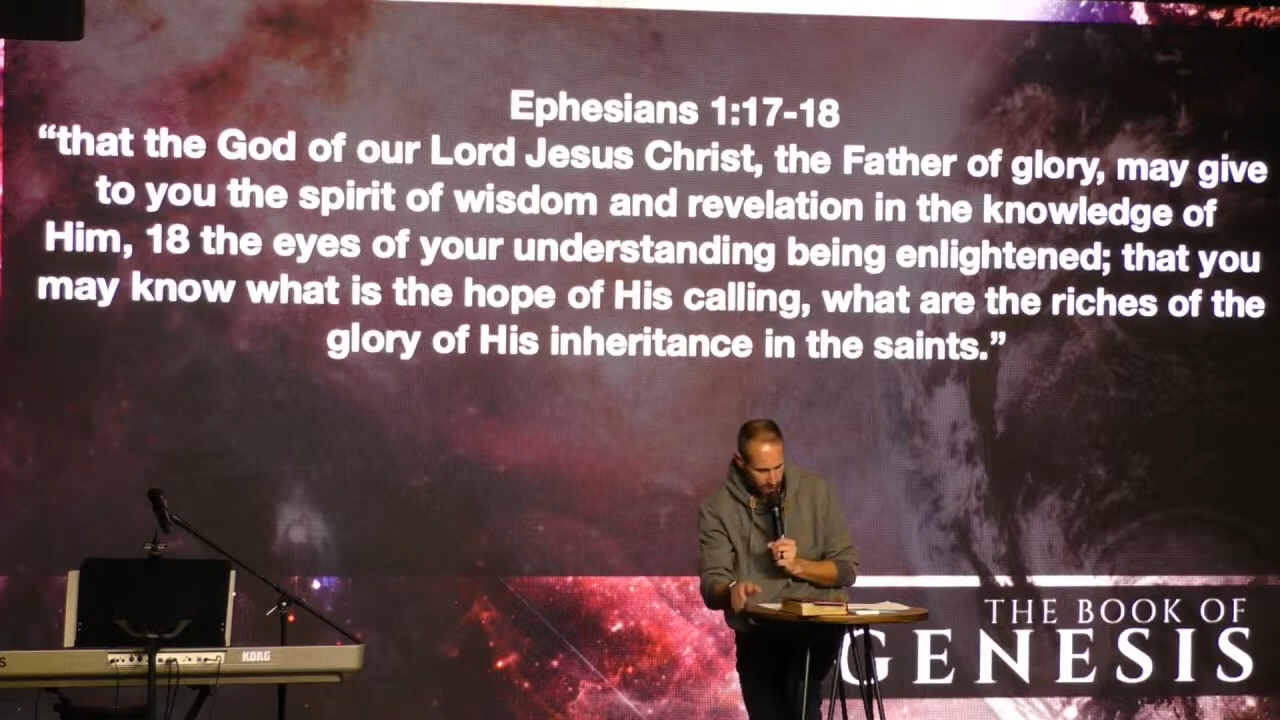 Ephesians 1:17-18
“that the God of our Lord Jesus Christ, the Father of glory, may give
to you the spirit of wisdom and revelation in the knowledge of
Him, 18 the eyes of your understanding being enlightened; that you
may know what is the hope of His calling, what are the riches of the
glory of His inheritance in the saints.”
THE BOOK OF
GENESIS
KORG